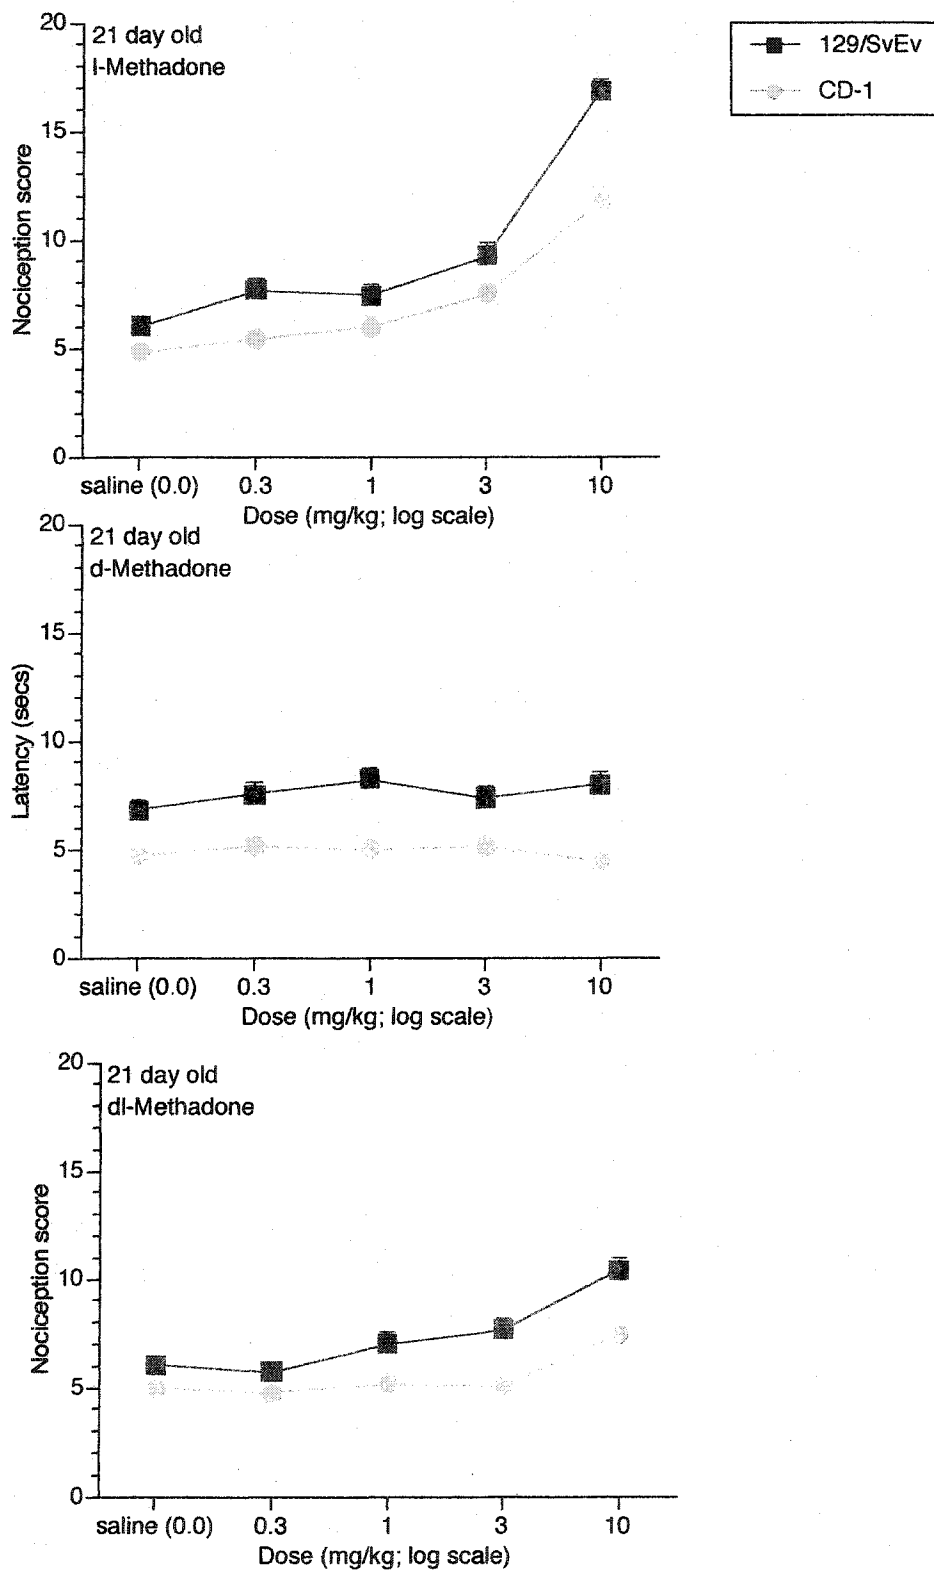 129/SvEv
CD-1
20
21 day old
l-Methadone
15
10
5
0
Nociception score
saline (0.0) 0.3 1 3 10
Dose (mg/kg; log scale)
20
21 day old
d-Methadone
15
10
5
0
Latency (secs)
saline (0.0) 0.3 1 3 10
Dose (mg/kg; log scale)
20
21 day old
dl-Methadone
15
10
5
0
Nociception score
saline (0.0) 0.3 1 3 10
Dose (mg/kg; log scale)